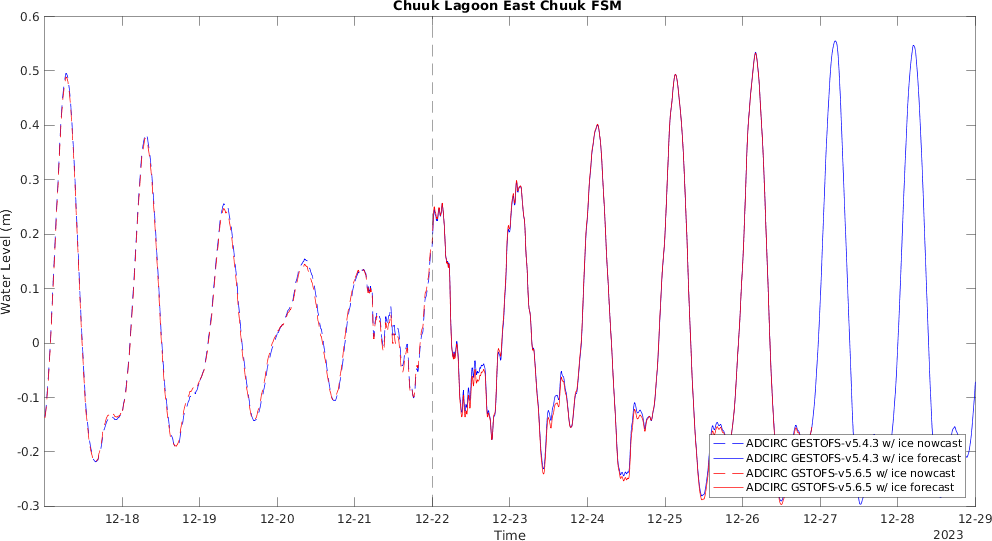 Chuuk Lagoon East Chuuk FSM
0.6
0.5
0.4
0.3
0.2
0.1
0
-0.1
-0.2
-0.3
Water Level (m)
ADCIRC GESTOFS-v5.4.3 w/ ice nowcast
ADCIRC GESTOFS-v5.4.3 w/ ice forecast
ADCIRC GSTOFS-v5.6.5 w/ ice nowcast
ADCIRC GSTOFS-v5.6.5 w/ ice forecast
12-18 12-19 12-20 12-21 12-22 12-23 12-24 12-25 12-26 12-27 12-28 12-29
Time
2023